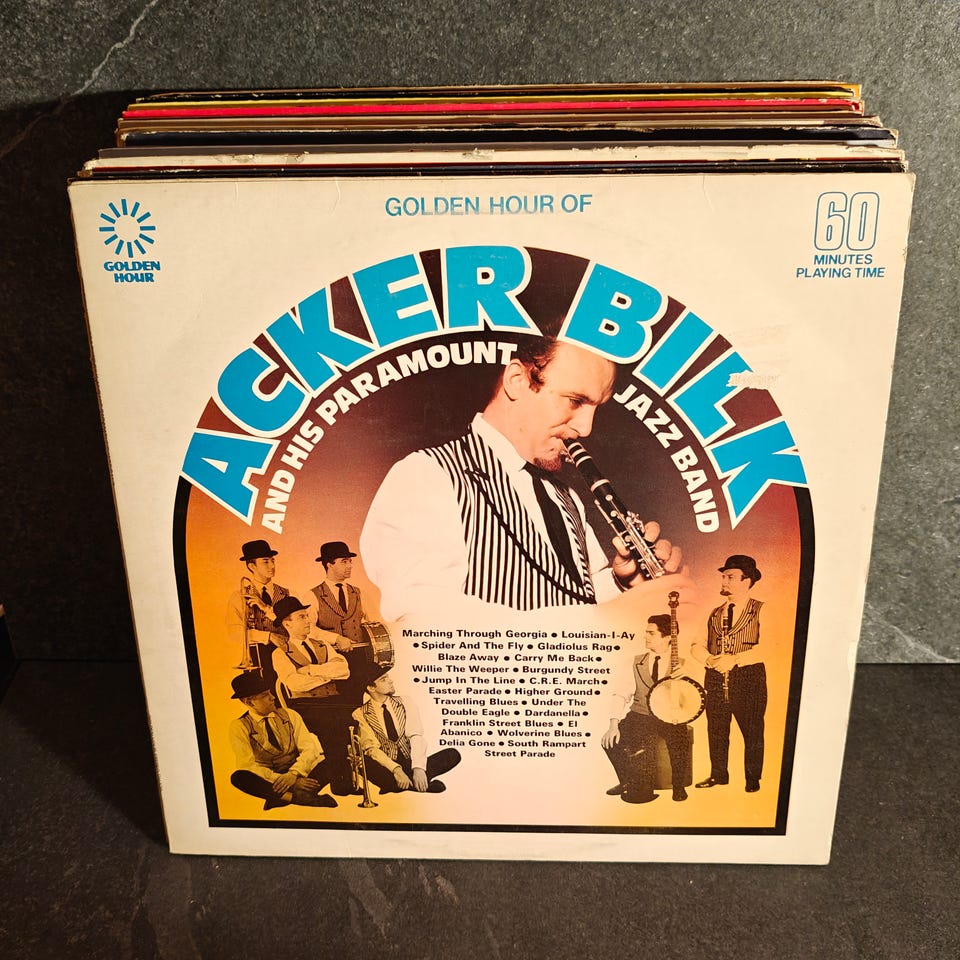 GOLDEN HOUR OF
GOLDEN
HOUR
60
MINUTES
PLAYING TIME
ACKER BILK
AND HIS PARAMOUNT JAZZ BAND
Marching Through Georgia ● Louisian-I-Ay
● Spider And The Fly ● Gladiolus Rag ●
Blaze Away ● Carry Me Back ●
Willie The Weeper ● Burgundy Street
● Jump In The Line ● C.R.E. March ●
Easter Parade ● Higher Ground ●
Travelling Blues ● Under The
Double Eagle ● Dardanella ●
Franklin Street Blues ● El
Abanico ● Wolverine Blues ●
Delia Gone ● South Rampart
Street Parade